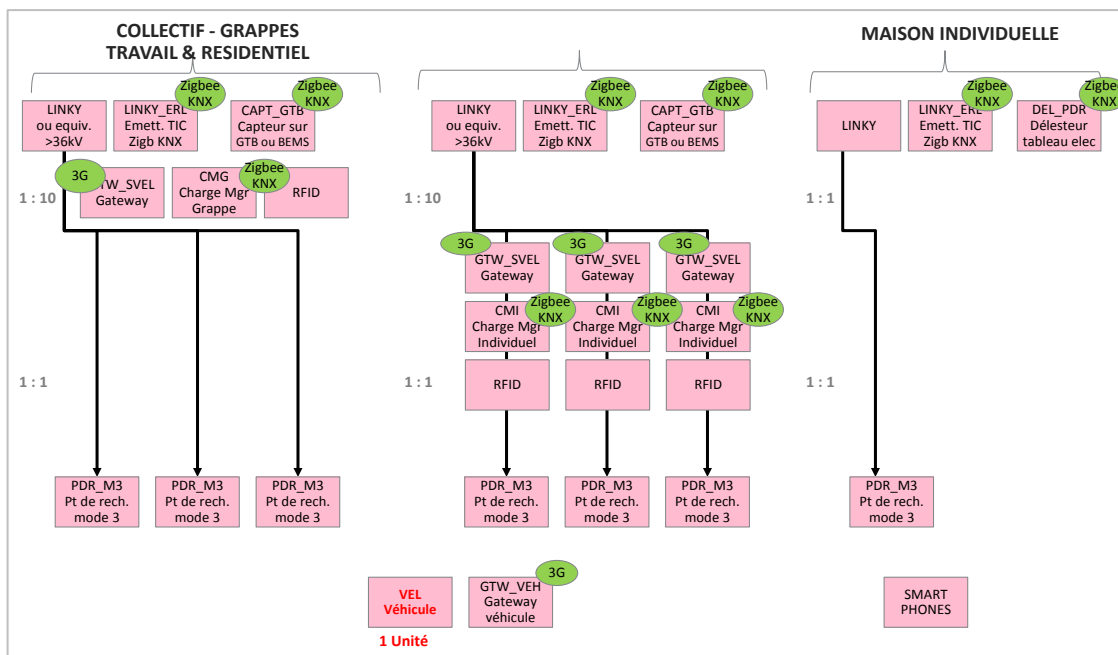 COLLECTIF - GRAPPES
TRAVAIL & RESIDENTIEL
MAISON INDIVIDUELLE
LINKY
ou equiv.
>36kV
Zigbee
KNX
LINKY_ERL
Emett. TIC
Zigb KNX
Zigbee
KNX
CAPT_GTB
Capteur sur
GTB ou BEMS
LINKY
ou equiv.
>36kV
Zigbee
KNX
LINKY_ERL
Emett. TIC
Zigb KNX
Zigbee
KNX
CAPT_GTB
Capteur sur
GTB ou BEMS
LINKY
Zigbee
KNX
LINKY_ERL
Emett. TIC
Zigb KNX
Zigbee
KNX
DEL_PDR
Délesteur
tableau elec
1 : 10
3G
TW_SVEL
Gateway
CMG
Charge Mgr
Grappe
Zigbee
KNX
RFID
1 : 10
1 : 1
3G
GTW_SVEL
Gateway
3G
GTW_SVEL
Gateway
3G
GTW_SVEL
Gateway
CMI
Charge Mgr
Individuel
Zigbee
KNX
CMI
Charge Mgr
Individuel
Zigbee
KNX
CMI
Charge Mgr
Individuel
Zigbee
KNX
1 : 1
1 : 1
RFID
RFID
RFID
1 : 1
PDR_M3
Pt de rech.
mode 3
PDR_M3
Pt de rech.
mode 3
PDR_M3
Pt de rech.
mode 3
PDR_M3
Pt de rech.
mode 3
PDR_M3
Pt de rech.
mode 3
PDR_M3
Pt de rech.
mode 3
PDR_M3
Pt de rech.
mode 3
VEL
Véhicule
1 Unité
3G
GTW_VEH
Gateway
véhicule
SMART
PHONES